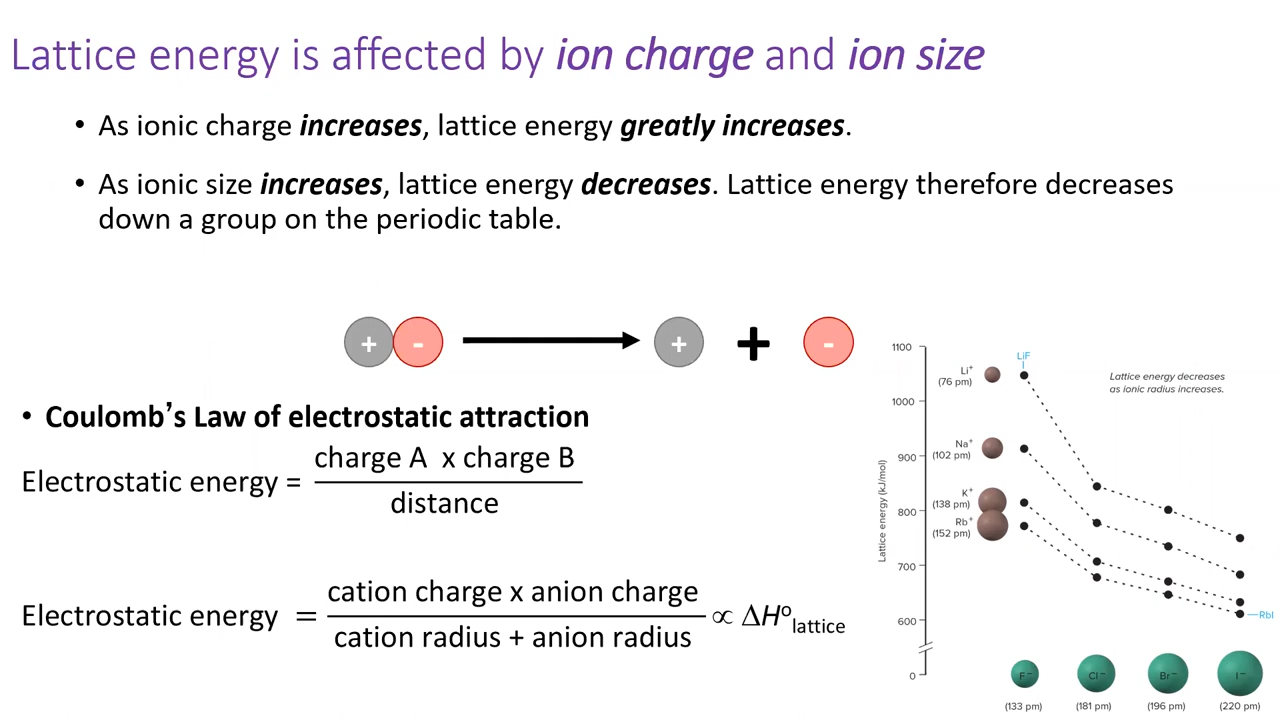 Lattice energy is affected by ion charge and ion size
• As ionic charge increases, lattice energy greatly increases.
• As ionic size increases, lattice energy decreases. Lattice energy therefore decreases
down a group on the periodic table.
+ - + + -
• Coulomb’s Law of electrostatic attraction
charge A x charge B
Electrostatic energy =
distance
cation charge x anion charge
Electrostatic energy = ∝ ΔH°lattice
cation radius + anion radius
Lattice energy (kJ/mol)
1100
1000
900
800
700
600
0
Li⁺
(76 pm)
Na⁺
(102 pm)
K⁺
(138 pm)
Rb⁺
(152 pm)
LiF
Lattice energy decreases
as ionic radius increases.
RbI
F⁻ Cl⁻ Br⁻ I⁻
(133 pm) (181 pm) (196 pm) (220 pm)